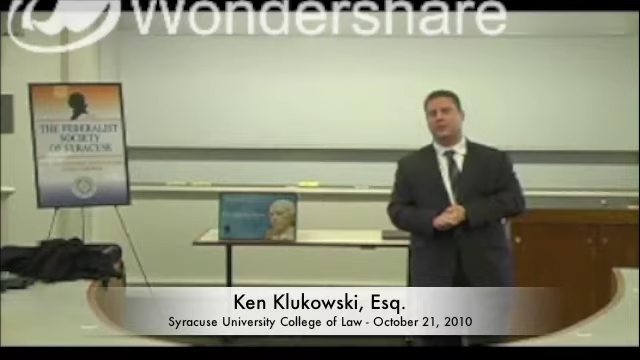 Wondershare
THE FEDERALIST
SOCIETY
OF SYRACUSE
Ken Klukowski, Esq.
Syracuse University College of Law - October 21, 2010